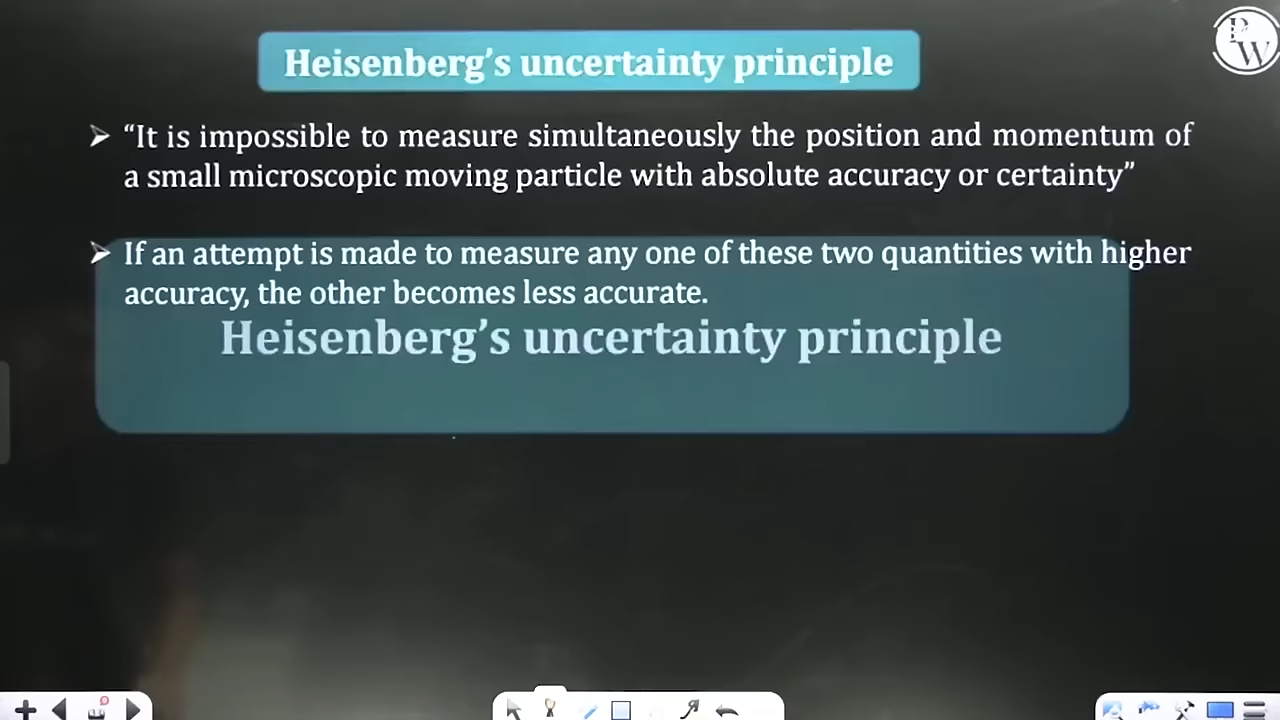 Heisenberg’s uncertainty principle
P
W
➢ “It is impossible to measure simultaneously the position and momentum of
a small microscopic moving particle with absolute accuracy or certainty”
➢ If an attempt is made to measure any one of these two quantities with higher
accuracy, the other becomes less accurate.
Heisenberg’s uncertainty principle